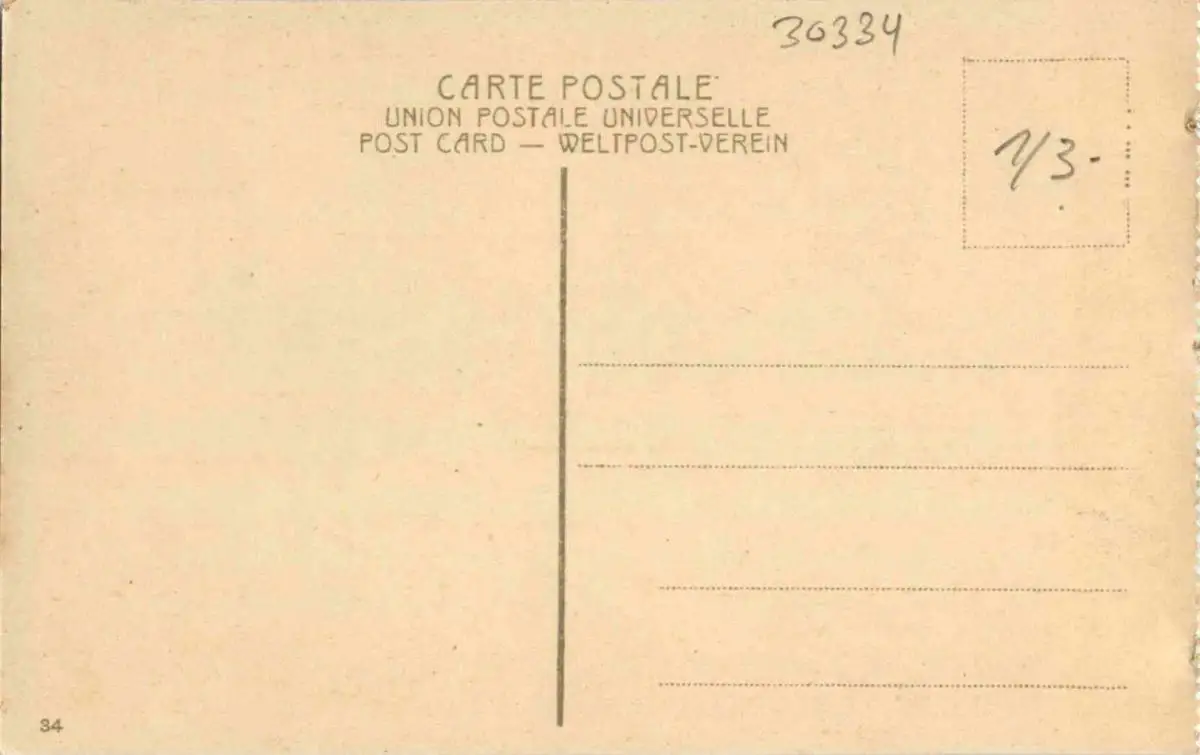 30334
CARTE POSTALE
UNION POSTALE UNIVERSELLE
POST CARD — WELTPOST-VEREIN
1/3.-
34